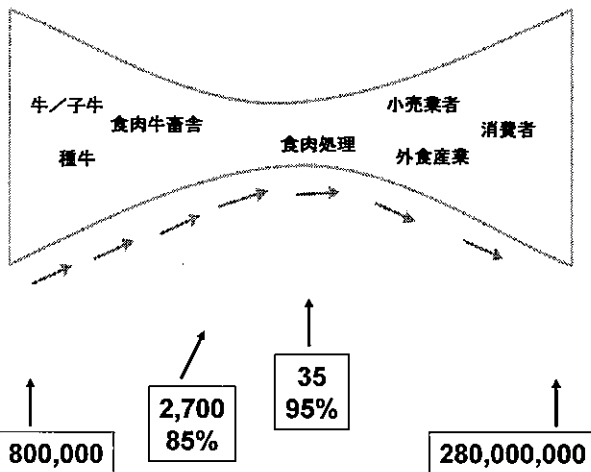 牛／子牛
種牛
食肉牛畜舎
食肉処理
小売業者
外食産業
消費者
800,000
2,700
85%
35
95%
280,000,000